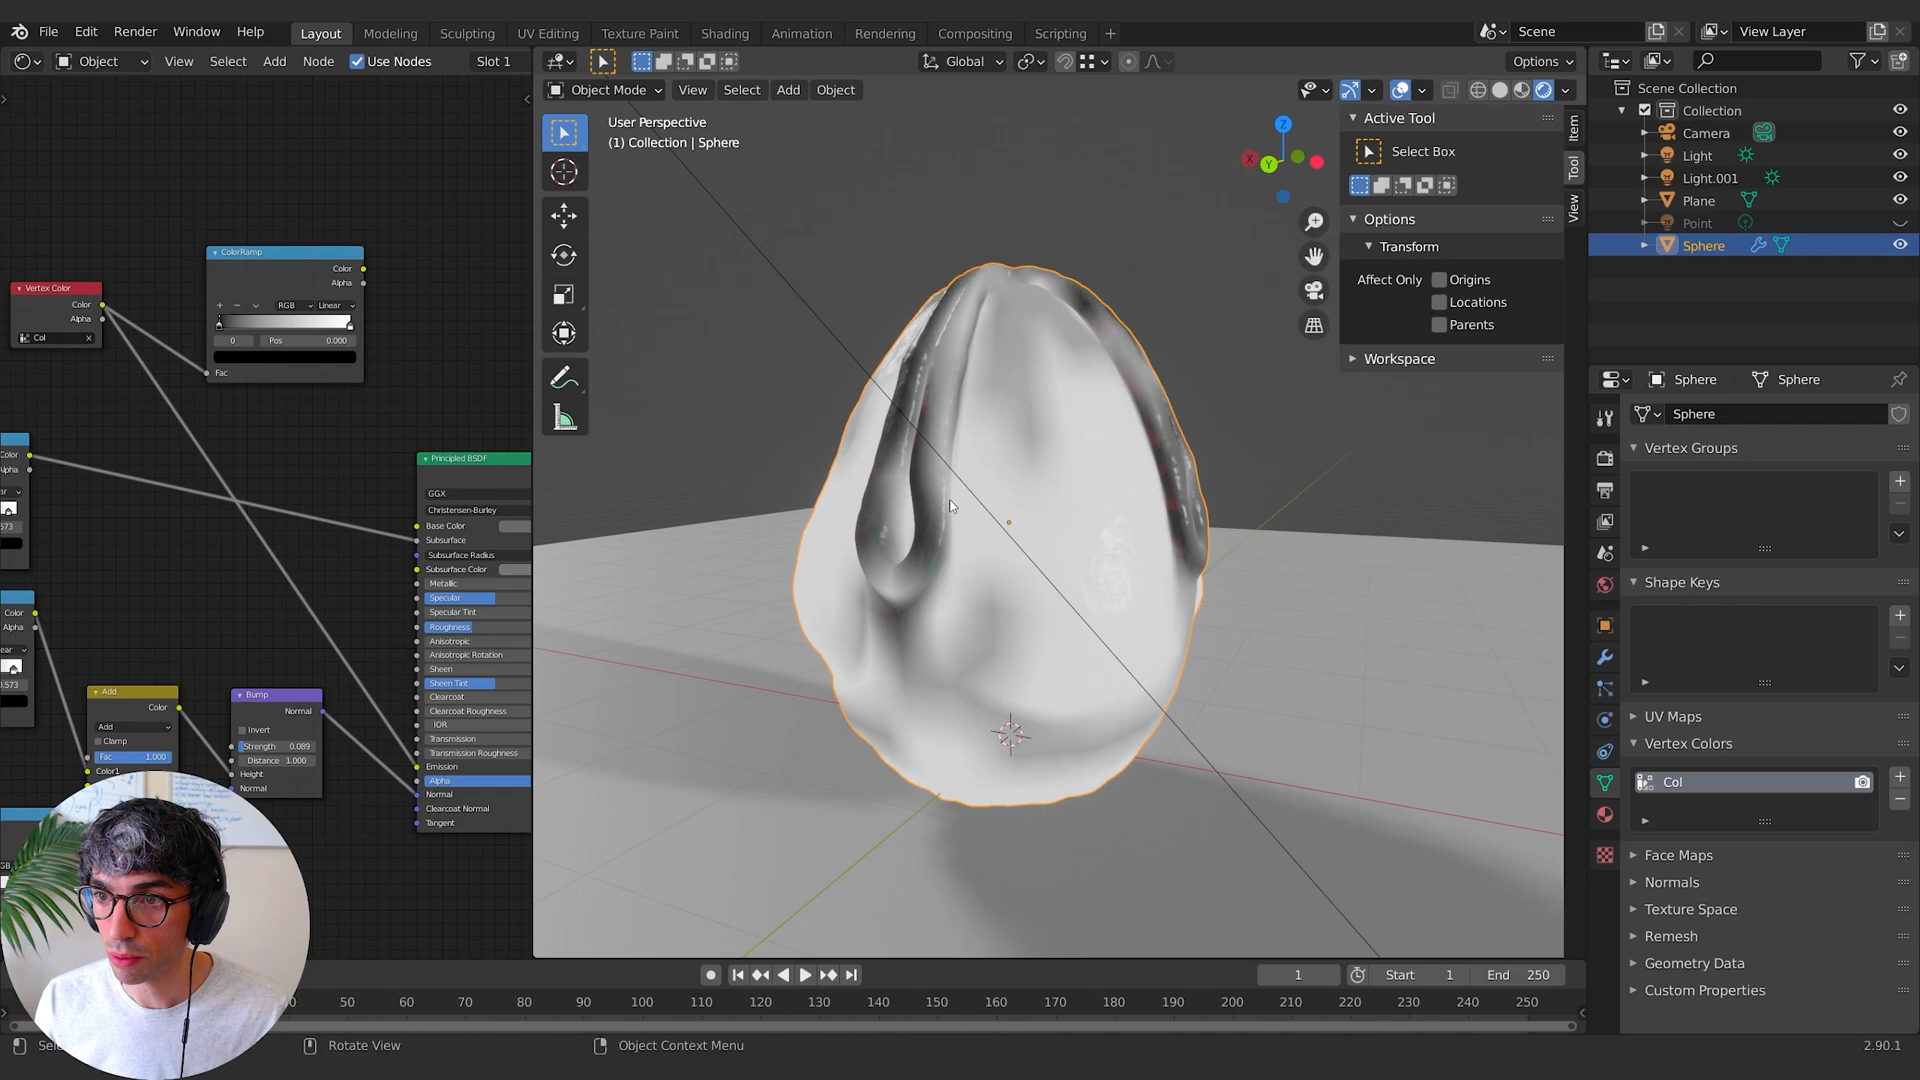 File Edit Render Window Help Layout Modeling Sculpting UV Editing Texture Paint Shading Animation Rendering Compositing Scripting + Scene View Layer
Object View Select Add Node Use Nodes Slot 1
Global Options
Object Mode View Select Add Object
User Perspective
(1) Collection | Sphere
Active Tool
Select Box
Options
Transform
Affect Only Origins
Locations
Parents
Workspace
Item
Tool
View
Scene Collection
Collection
Camera
Light
Light.001
Plane
Point
Sphere
Vertex Color
Color
Alpha
Col
ColorRamp
Color
Alpha
RGB Linear
0 Pos 0.000
Fac
Color
Alpha
Color
Alpha
0.573
Add
Color
Add
Clamp
Fac 1.000
Color1
Bump
Normal
Invert
Strength 0.089
Distance 1.000
Height
Normal
Principled BSDF
GGX
Christensen-Burley
Base Color
Subsurface
Subsurface Radius
Subsurface Color
Metallic
Specular
Specular Tint
Roughness
Anisotropic
Anisotropic Rotation
Sheen
Sheen Tint
Clearcoat
Clearcoat Roughness
IOR
Transmission
Transmission Roughness
Emission
Alpha
Normal
Clearcoat Normal
Tangent
Sphere Sphere
Sphere
Vertex Groups
Shape Keys
UV Maps
Vertex Colors
Col
Face Maps
Normals
Texture Space
Remesh
Geometry Data
Custom Properties
1 Start 1 End 250
50 60 70 80 90 100 110 120 130 140 150 160 170 180 190 200 210 220 230 240 250
Rotate View Object Context Menu 2.90.1